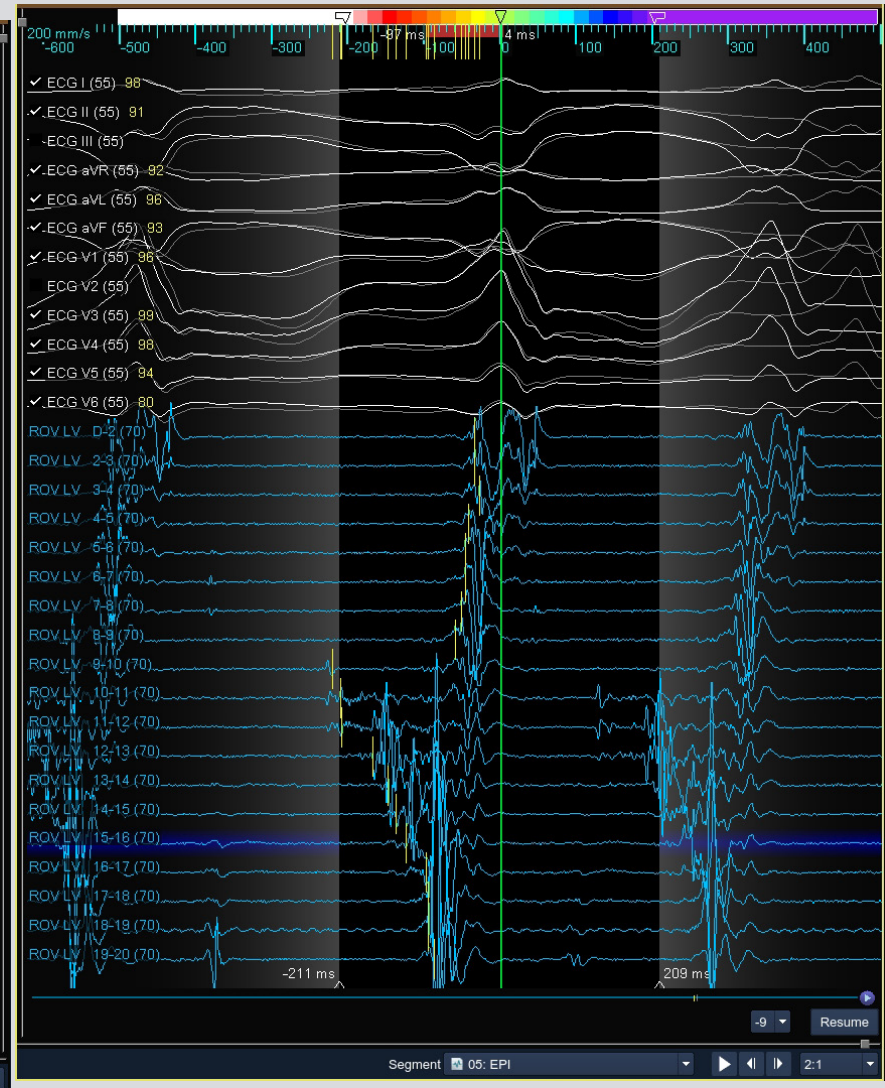 200 mm/s
-97 ms 4 ms
-600 -500 -400 -200 -100 0 100 200 300 400
ECG I (55) 98
ECG II (55) 91
ECG III (55)
ECG aVR (55) 92
ECG aVL (55) 96
ECG aVF (55) 93
ECG V1 (55) 96
ECG V2 (55)
ECG V3 (55) 99
ECG V4 (55) 98
ECG V5 (55) 94
ECG V6 (55) 80
ROV LV D-2 (70)
ROV LV 2-3 (70)
ROV LV 3-4 (70)
ROV LV 4-5 (70)
ROV LV 5-6 (70)
ROV LV 6-7 (70)
ROV LV 7-8 (70)
ROV LV 8-9 (70)
ROV LV 9-10 (70)
ROV LV 10-11 (70)
ROV LV 11-12 (70)
ROV LV 12-13 (70)
ROV LV 13-14 (70)
ROV LV 14-15 (70)
ROV LV 15-16 (70)
ROV LV 16-17 (70)
ROV LV 17-18 (70)
ROV LV 18-19 (70)
ROV LV 19-20 (70)
-211 ms 209 ms
-9 Resume
Segment 05: EPI 2:1